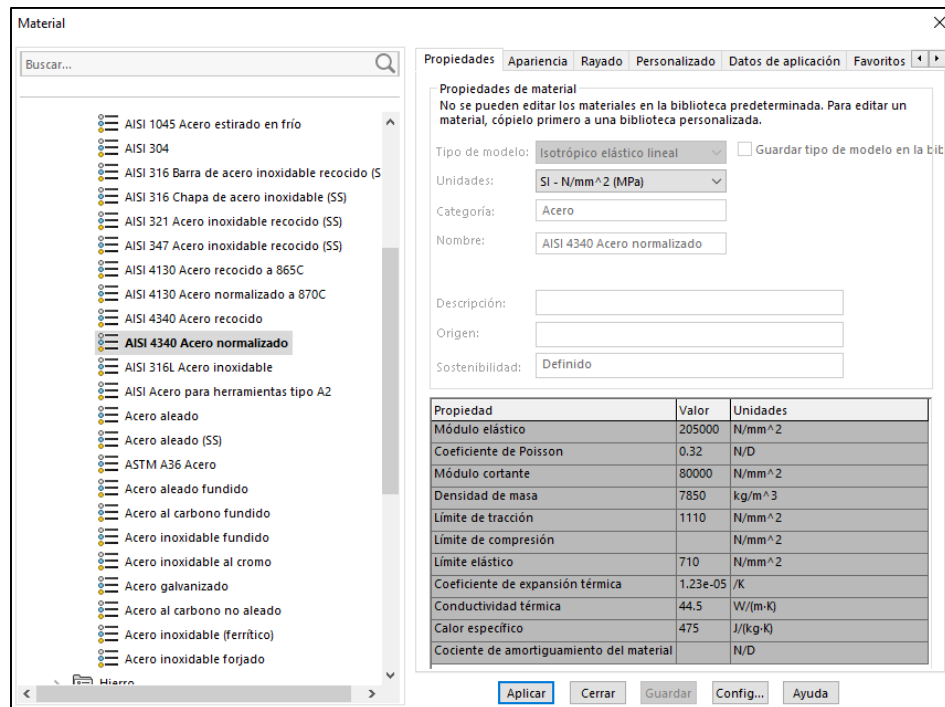 Material
Buscar...
AISI 1045 Acero estirado en frío
AISI 304
AISI 316 Barra de acero inoxidable recocido (S
AISI 316 Chapa de acero inoxidable (SS)
AISI 321 Acero inoxidable recocido (SS)
AISI 347 Acero inoxidable recocido (SS)
AISI 4130 Acero recocido a 865C
AISI 4130 Acero normalizado a 870C
AISI 4340 Acero recocido
AISI 4340 Acero normalizado
AISI 316L Acero inoxidable
AISI Acero para herramientas tipo A2
Acero aleado
Acero aleado (SS)
ASTM A36 Acero
Acero aleado fundido
Acero al carbono fundido
Acero inoxidable fundido
Acero inoxidable al cromo
Acero galvanizado
Acero al carbono no aleado
Acero inoxidable (ferrítico)
Acero inoxidable forjado
Hierro
Propiedades Apariencia Rayado Personalizado Datos de aplicación Favoritos
Propiedades de material
No se pueden editar los materiales en la biblioteca predeterminada. Para editar un
material, cópielo primero a una biblioteca personalizada.
Tipo de modelo: Isotrópico elástico lineal Guardar tipo de modelo en la bib
Unidades: SI - N/mm^2 (MPa)
Categoría: Acero
Nombre: AISI 4340 Acero normalizado
Descripción:
Origen:
Sostenibilidad: Definido
Propiedad Valor Unidades
Módulo elástico 205000 N/mm^2
Coeficiente de Poisson 0.32 N/D
Módulo cortante 80000 N/mm^2
Densidad de masa 7850 kg/m^3
Límite de tracción 1110 N/mm^2
Límite de compresión N/mm^2
Límite elástico 710 N/mm^2
Coeficiente de expansión térmica 1.23e-05 /K
Conductividad térmica 44.5 W/(m·K)
Calor específico 475 J/(kg·K)
Cociente de amortiguamiento del material N/D
Aplicar Cerrar Guardar Config... Ayuda